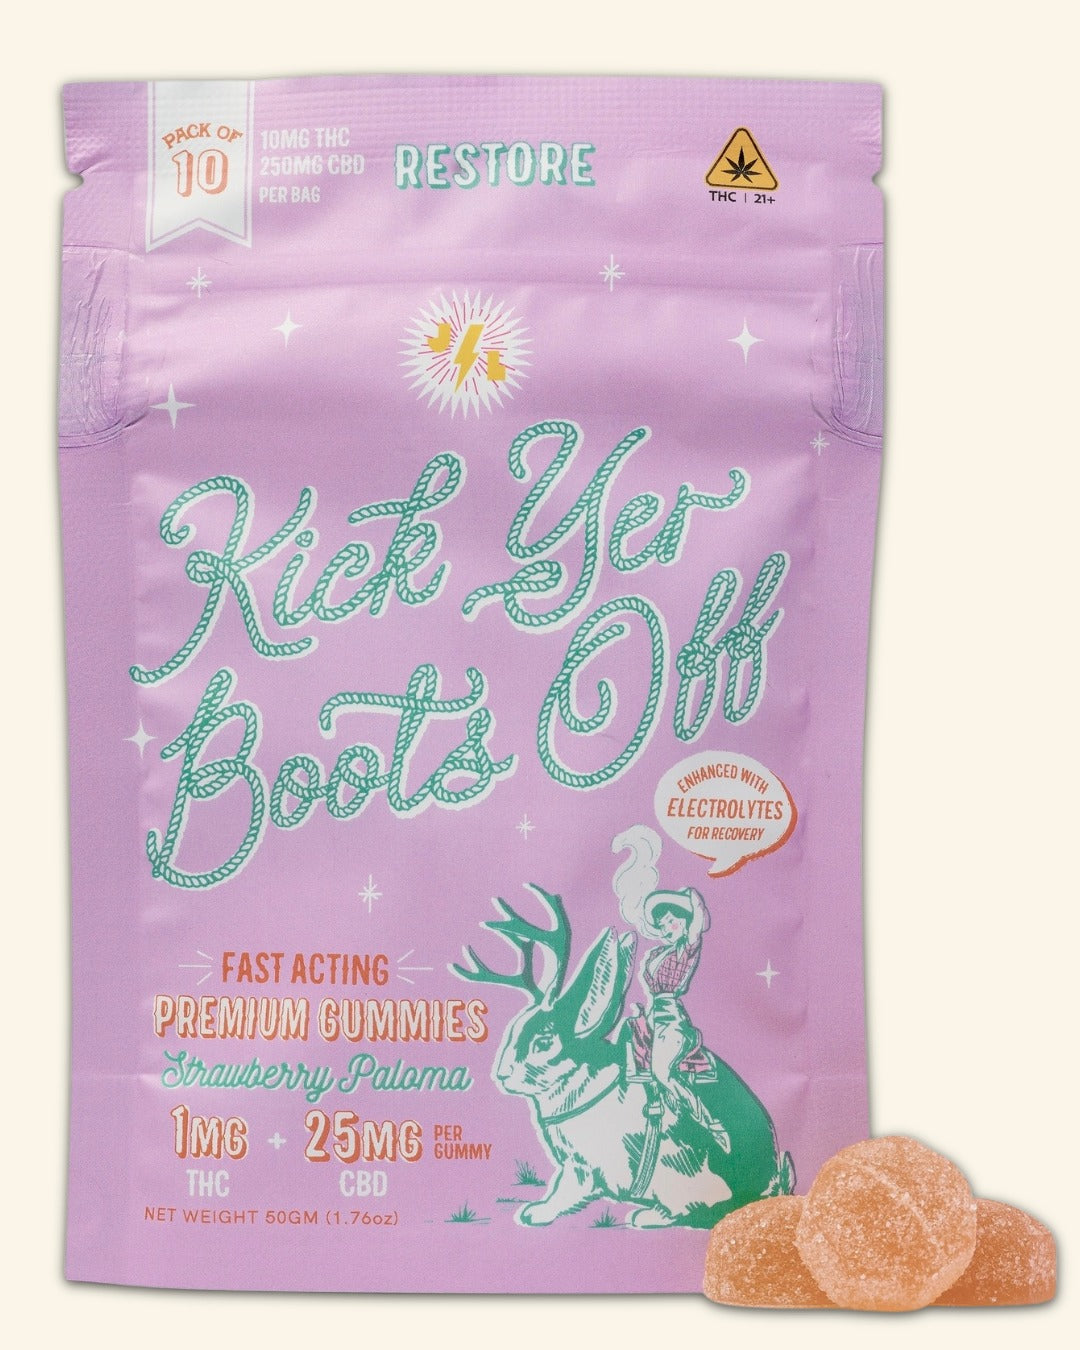 PACK OF
10
10MG THC
250MG CBD
PER BAG
RESTORE
THC | 21+
J L
Kick Yer
Boots Off
ENHANCED WITH
ELECTROLYTES
FOR RECOVERY
FAST ACTING
PREMIUM GUMMIES
Strawberry Paloma
1MG + 25MG PER GUMMY
THC CBD
NET WEIGHT 50GM (1.76oz)